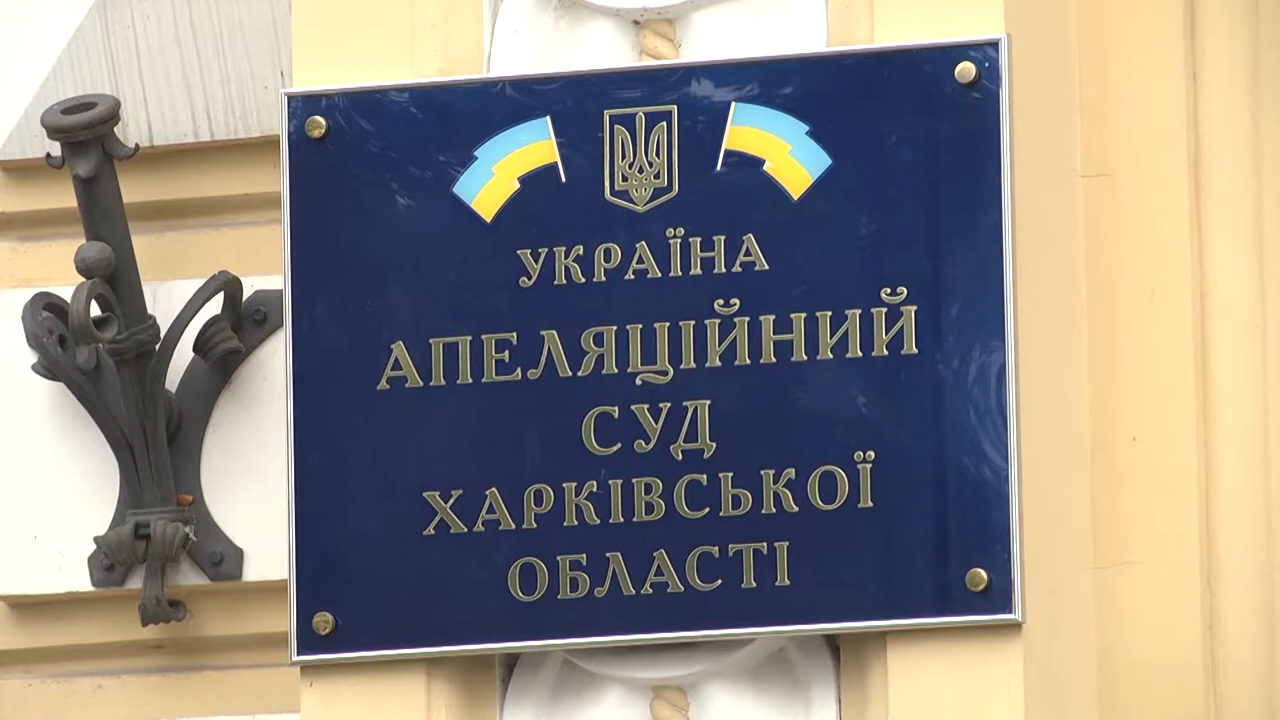 УКРАЇНА
АПЕЛЯЦІЙНИЙ
СУД
ХАРКІВСЬКОЇ
ОБЛАСТІ